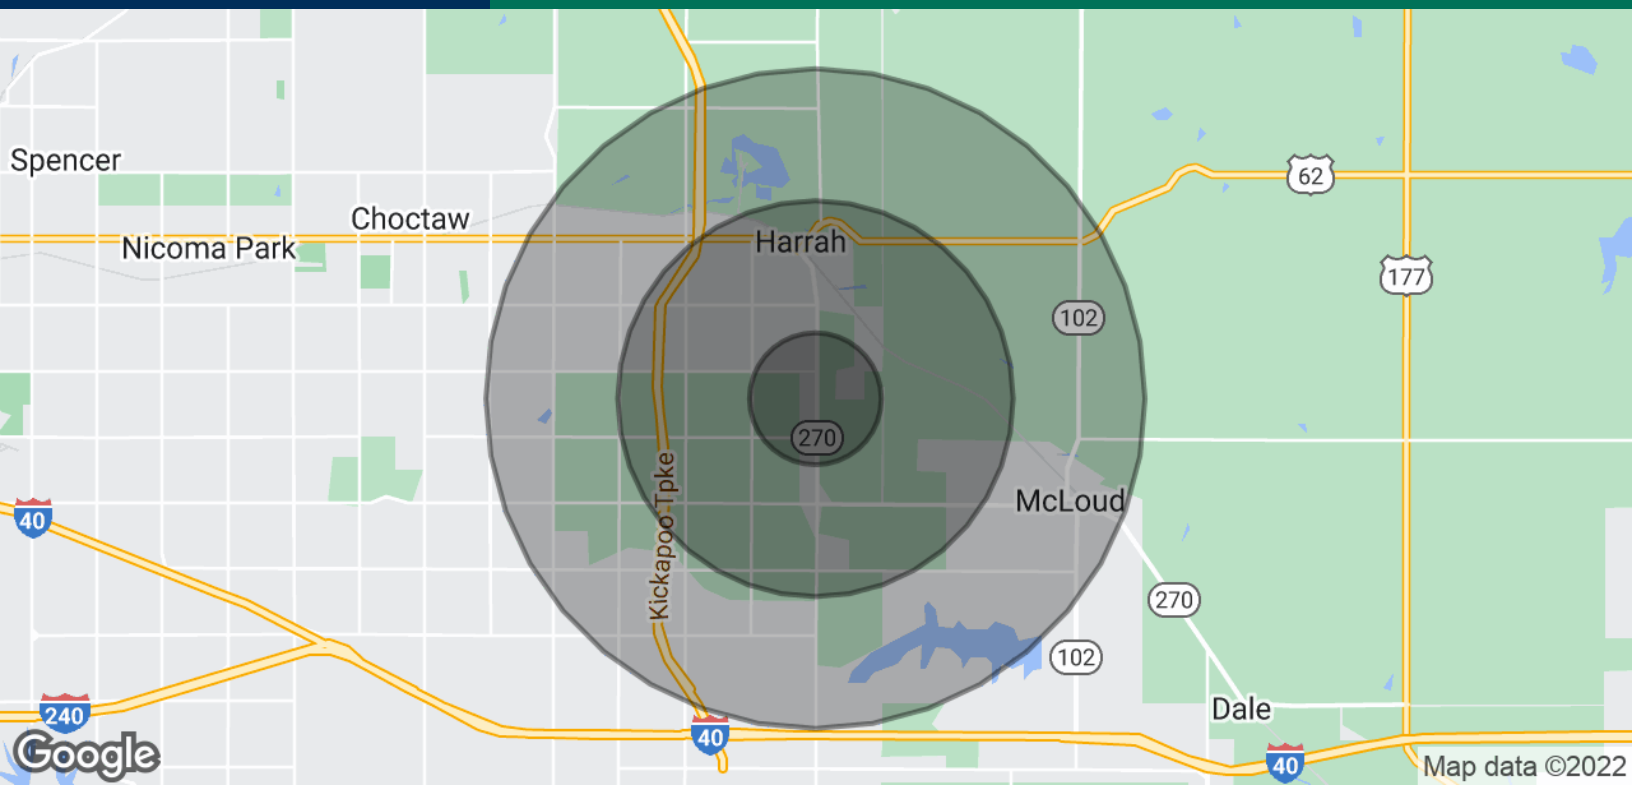 Spencer
62
Choctaw
Harrah
Nicoma Park
177
102
270
Kickapoo Tpke
McLoud
40
270
102
240
Dale
40
40
Google
Map data ©2022